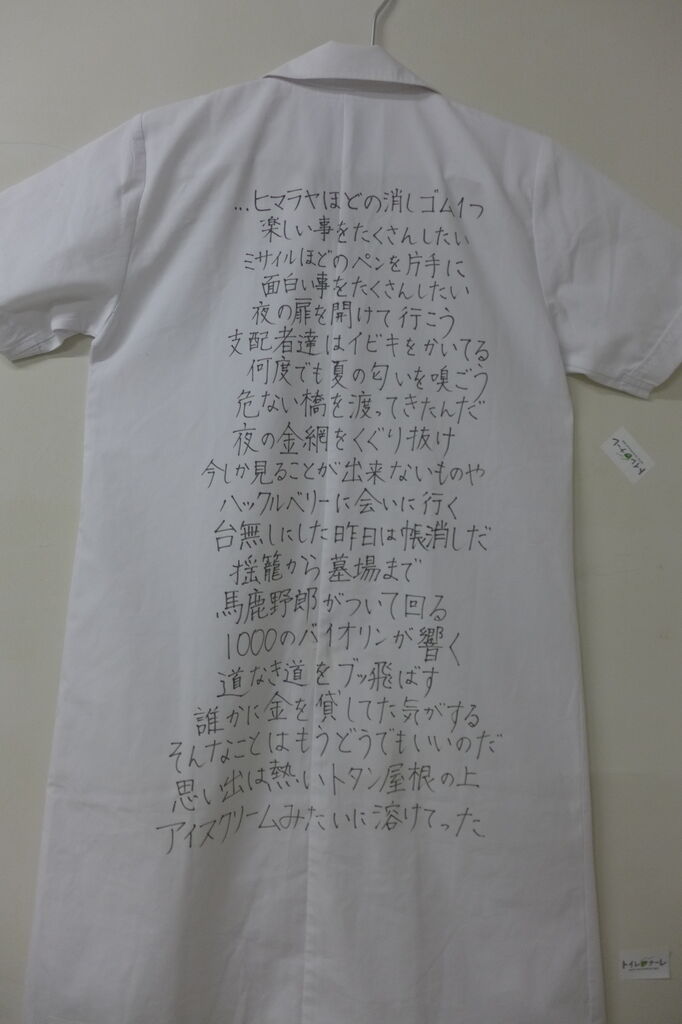 ...ヒマラヤほどの消しゴム1つ
楽しい事をたくさんしたい
ミサイルほどのペンを片手に
面白い事をたくさんしたい
夜の扉を開けて行こう
支配者達はイビキをかいてる
何度でも夏の匂いを嗅ごう
危ない橋を渡ってきたんだ
夜の金網をくぐり抜け
今しか見ることが出来ないものや
ハックルベリーに会いに行く
台無しにした昨日は帳消しだ
揺籠から墓場まで
馬鹿野郎がついて回る
1000のバイオリンが響く
道なき道をブッ飛ばす
誰かに金を貸してた気がする
そんなことはもうどうでもいいのだ
思い出は熱いトタン屋根の上
アイスクリームみたいに溶けてった